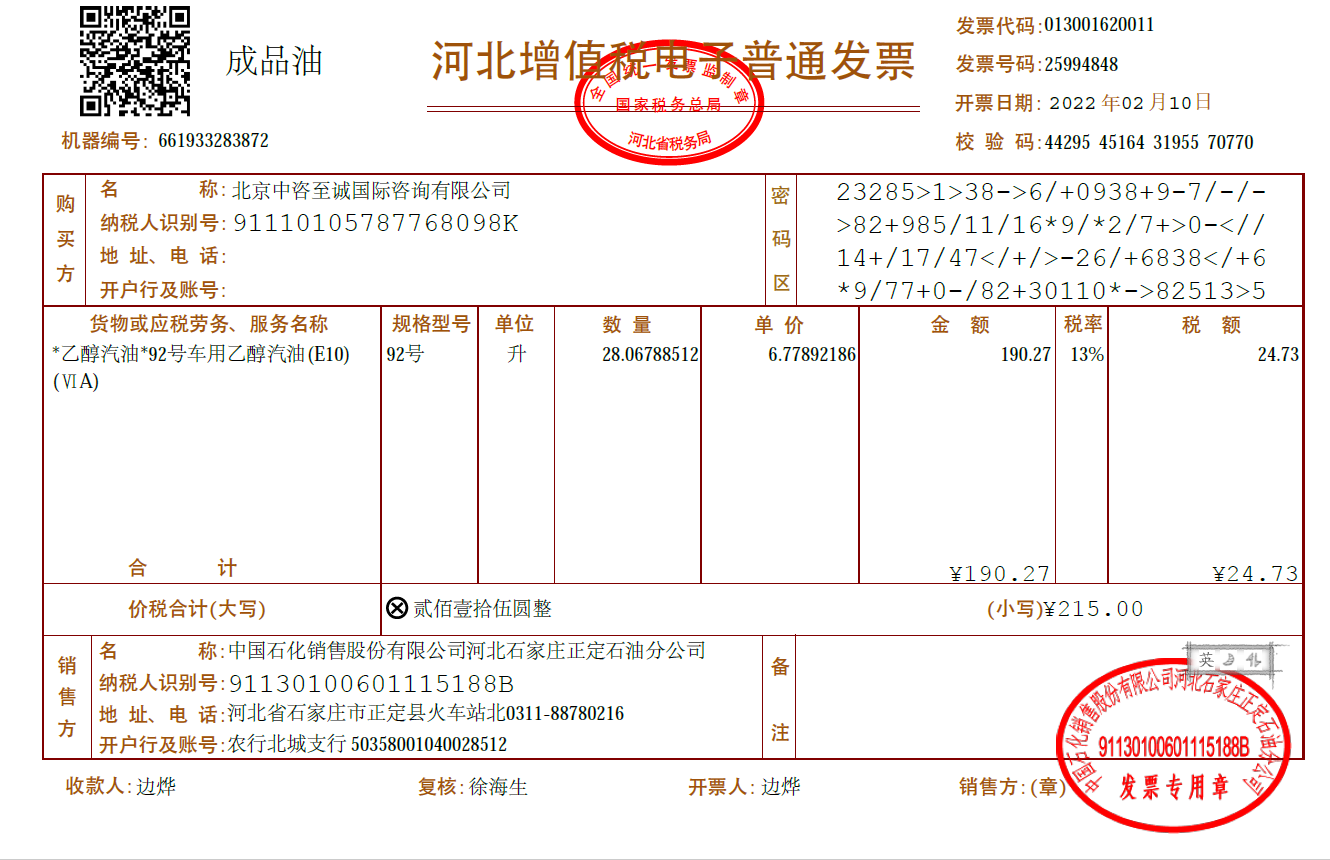 成品油
河北增值税电子普通发票
全国统一发票监制章
国家税务总局
河北省税务局
发票代码:013001620011
发票号码:25994848
开票日期: 2022 年02 月10日
校 验 码:44295 45164 31955 70770
机器编号: 661933283872
购买方
名 称: 北京中咨至诚国际咨询有限公司
纳税人识别号: 91110105787768098K
地 址、电 话:
开户行及账号:
密码区
23285>1>38->6/+0938+9-7/-/-
>82+985/11/16*9/*2/7+>0-<//
14+/17/47</+/>-26/+6838</+6
*9/77+0-/82+30110*->82513>5
货物或应税劳务、服务名称 规格型号 单位 数 量 单 价 金 额 税率 税 额
*乙醇汽油*92号车用乙醇汽油(E10) 92号 升 28.06788512 6.77892186 190.27 13% 24.73
(ⅥA)
合 计 ¥190.27 ¥24.73
价税合计(大写) ⊗贰佰壹拾伍圆整 (小写)¥215.00
销售方
名 称:中国石化销售股份有限公司河北石家庄正定石油分公司
纳税人识别号:91130100601115188B
地 址、电 话:河北省石家庄市正定县火车站北0311-88780216
开户行及账号:农行北城支行 50358001040028512
备注
英
中国石化销售股份有限公司河北石家庄正定石油分公司
91130100601115188B
发票专用章
收款人: 边烨 复核: 徐海生 开票人: 边烨 销售方:(章)